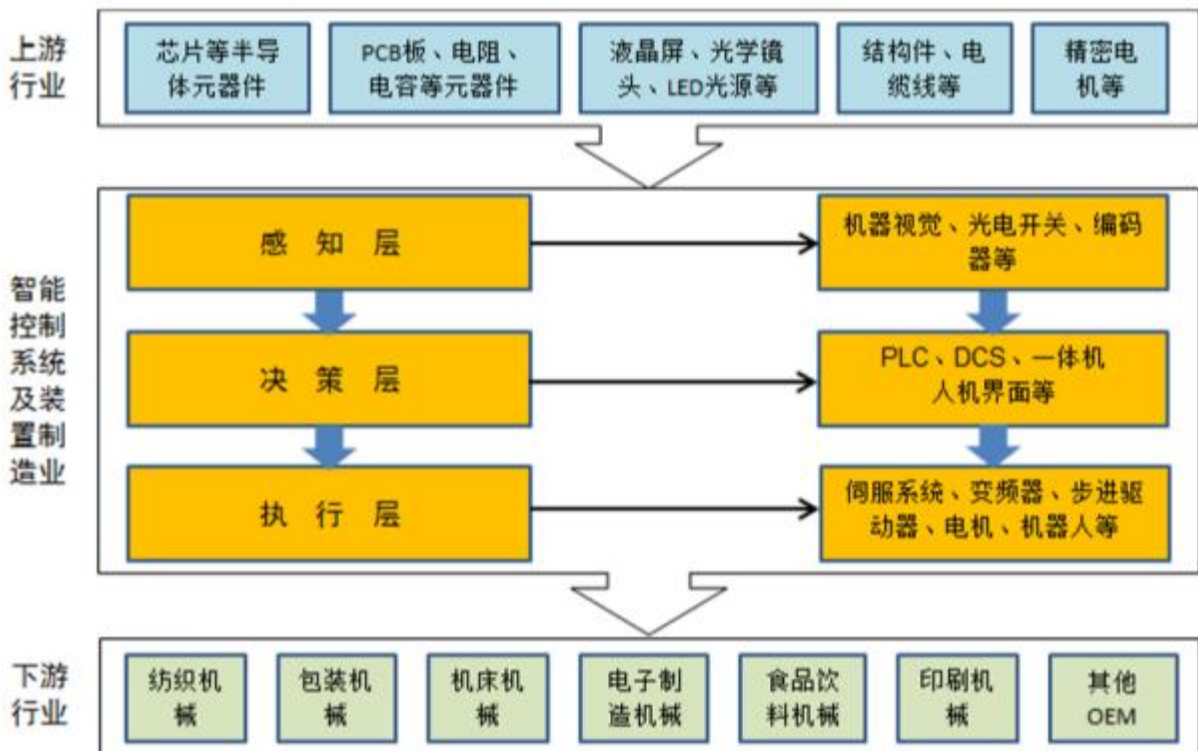 上游
行业
芯片等半导
体元器件
PCB板、电阻、
电容等元器件
液晶屏、光学镜
头、LED光源等
结构件、电
缆线等
精密电
机等
智能
控制
系统
及装
置制
造业
感 知 层
机器视觉、光电开关、编码
器等
决 策 层
PLC、DCS、一体机
人机界面等
执 行 层
伺服系统、变频器、步进驱
动器、电机、机器人等
下游
行业
纺织机
械
包装机
械
机床机
械
电子制
造机械
食品饮
料机械
印刷机
械
其他
OEM